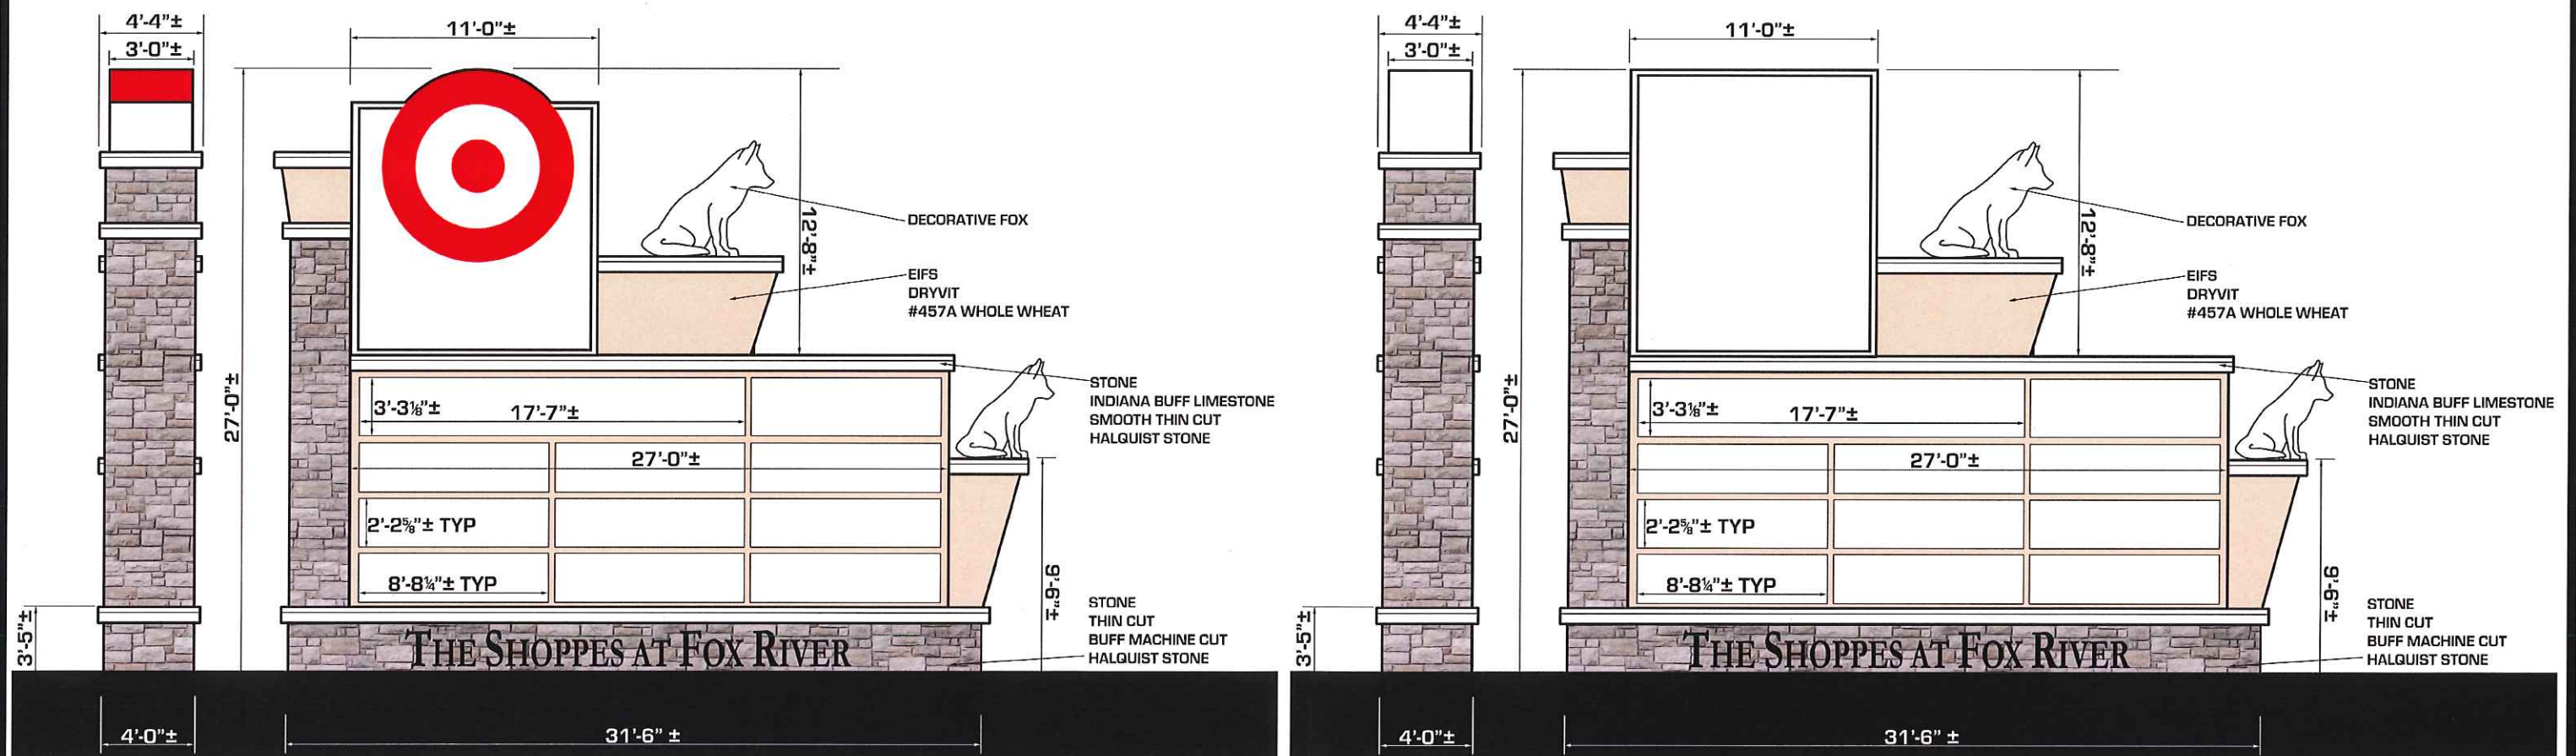 4'-4"±
3'-0"±
11'-0"±
27'-0"±
12'-8"±
DECORATIVE FOX
EIFS
DRYVIT
#457A WHOLE WHEAT
STONE
INDIANA BUFF LIMESTONE
SMOOTH THIN CUT
HALQUIST STONE
3'-3⅛"±
17'-7"±
27'-0"±
2'-2⅝"± TYP
8'-8¼"± TYP
9'-6"±
3'-5"±
STONE
THIN CUT
BUFF MACHINE CUT
HALQUIST STONE
THE SHOPPES AT FOX RIVER
4'-0"±
31'-6" ±
4'-4"±
3'-0"±
11'-0"±
27'-0"±
12'-8"±
DECORATIVE FOX
EIFS
DRYVIT
#457A WHOLE WHEAT
STONE
INDIANA BUFF LIMESTONE
SMOOTH THIN CUT
HALQUIST STONE
3'-3⅛"±
17'-7"±
27'-0"±
2'-2⅝"± TYP
8'-8¼"± TYP
9'-6"±
3'-5"±
STONE
THIN CUT
BUFF MACHINE CUT
HALQUIST STONE
THE SHOPPES AT FOX RIVER
4'-0"±
31'-6" ±